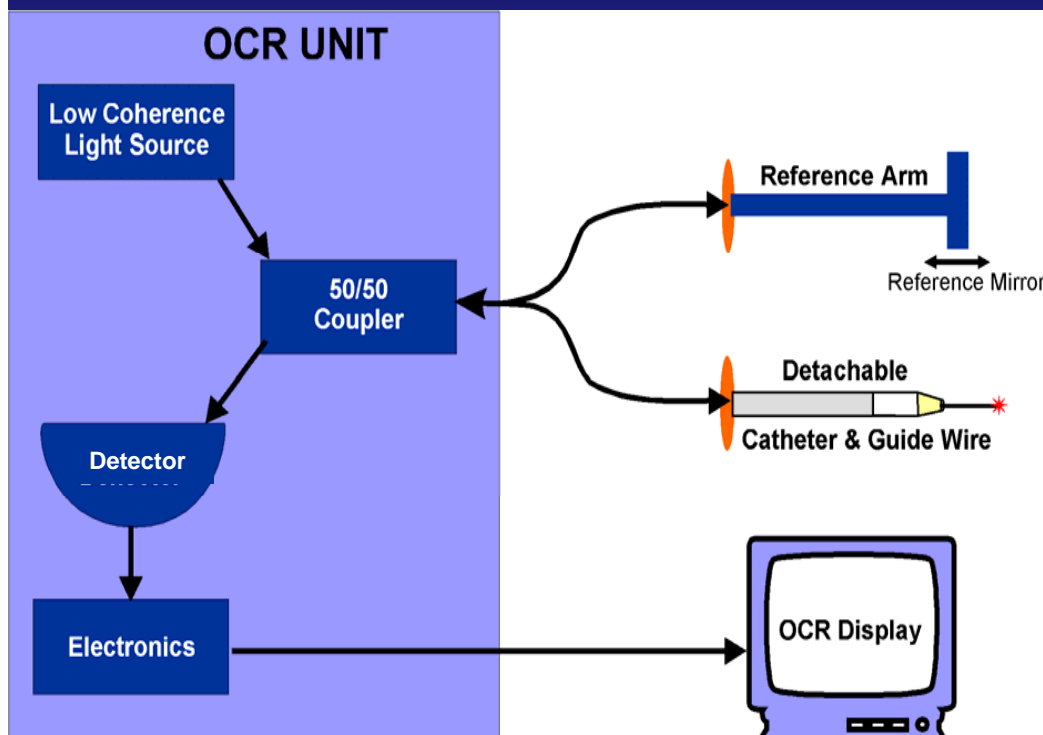 OCR UNIT
Low Coherence
Light Source
50/50
Coupler
Detector
Electronics
Reference Arm
Reference Mirror
Detachable
Catheter & Guide Wire
OCR Display